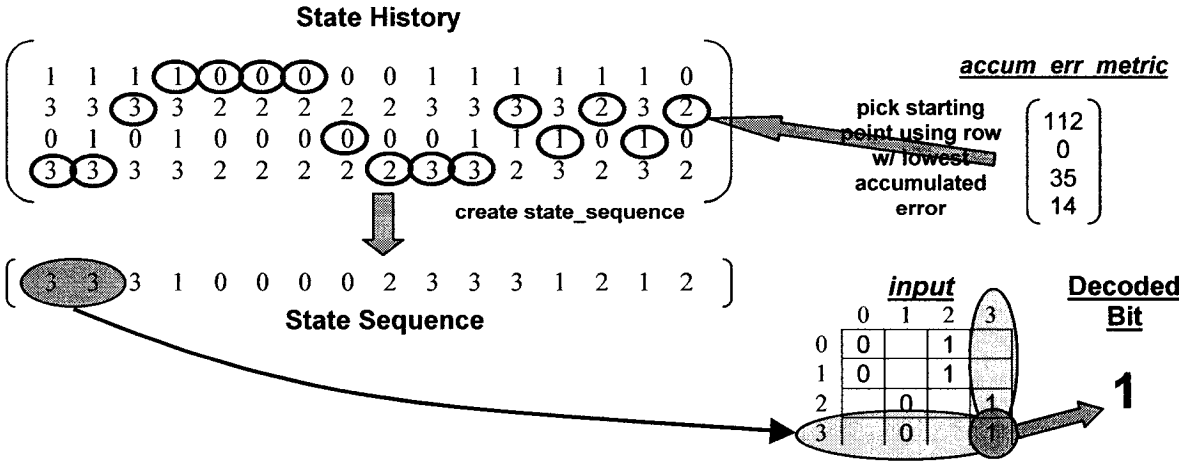 State History
1 1 1 1 0 0 0 0 0 1 1 1 1 1 1 0
3 3 3 3 2 2 2 2 2 3 3 3 3 2 3 2
0 1 0 1 0 0 0 0 0 0 1 1 1 0 1 0
3 3 3 3 2 2 2 2 2 3 3 2 3 2 3 2
accum err metric
pick starting
point using row
w/ lowest
accumulated
error
112
0
35
14
create state_sequence
3 3 3 1 0 0 0 0 2 3 3 3 1 2 1 2
State Sequence
input
0 1 2 3
0 0 1
1 0 1
2 0 1
3 0 1
Decoded
Bit
1